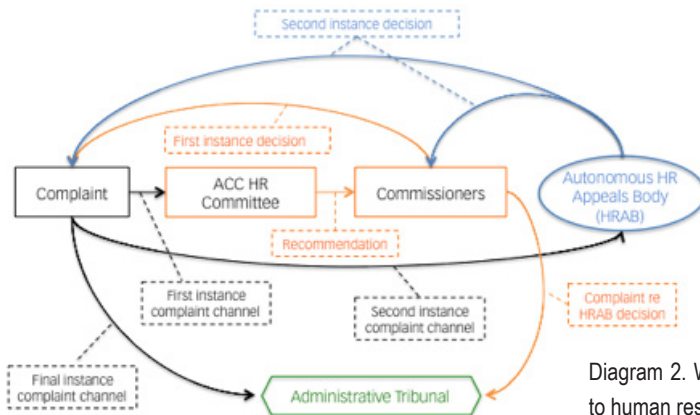 Second instance decision
First instance decision
Complaint
ACC HR
Committee
Commissioners
Autonomous HR
Appeals Body
(HRAB)
Recommendation
First instance
complaint channel
Second instance
complaint channel
Complaint re
HRAB decision
Final instance
complaint channel
Administrative Tribunal
Diagram 2. W
to human res